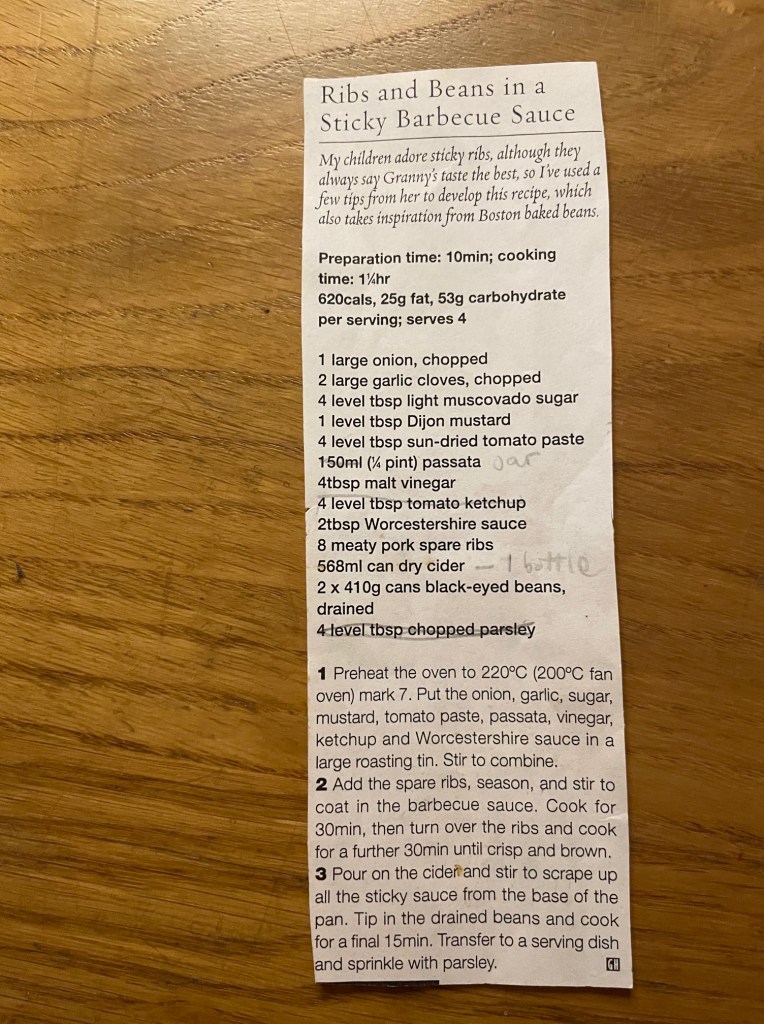 Ribs and Beans in a
Sticky Barbecue Sauce
My children adore sticky ribs, although they
always say Granny's taste the best, so I've used a
few tips from her to develop this recipe, which
also takes inspiration from Boston baked beans.
Preparation time: 10min; cooking
time: 1¼hr
620cals, 25g fat, 53g carbohydrate
per serving; serves 4
1 large onion, chopped
2 large garlic cloves, chopped
4 level tbsp light muscovado sugar
1 level tbsp Dijon mustard
4 level tbsp sun-dried tomato paste
150ml (¼ pint) passata jar
4tbsp malt vinegar
4 level tbsp tomato ketchup
2tbsp Worcestershire sauce
8 meaty pork spare ribs
568ml can dry cider – 1 bottle
2 x 410g cans black-eyed beans,
drained
4 level tbsp chopped parsley
1 Preheat the oven to 220ºC (200ºC fan
oven) mark 7. Put the onion, garlic, sugar,
mustard, tomato paste, passata, vinegar,
ketchup and Worcestershire sauce in a
large roasting tin. Stir to combine.
2 Add the spare ribs, season, and stir to
coat in the barbecue sauce. Cook for
30min, then turn over the ribs and cook
for a further 30min until crisp and brown.
3 Pour on the cider and stir to scrape up
all the sticky sauce from the base of the
pan. Tip in the drained beans and cook
for a final 15min. Transfer to a serving dish
and sprinkle with parsley. GH